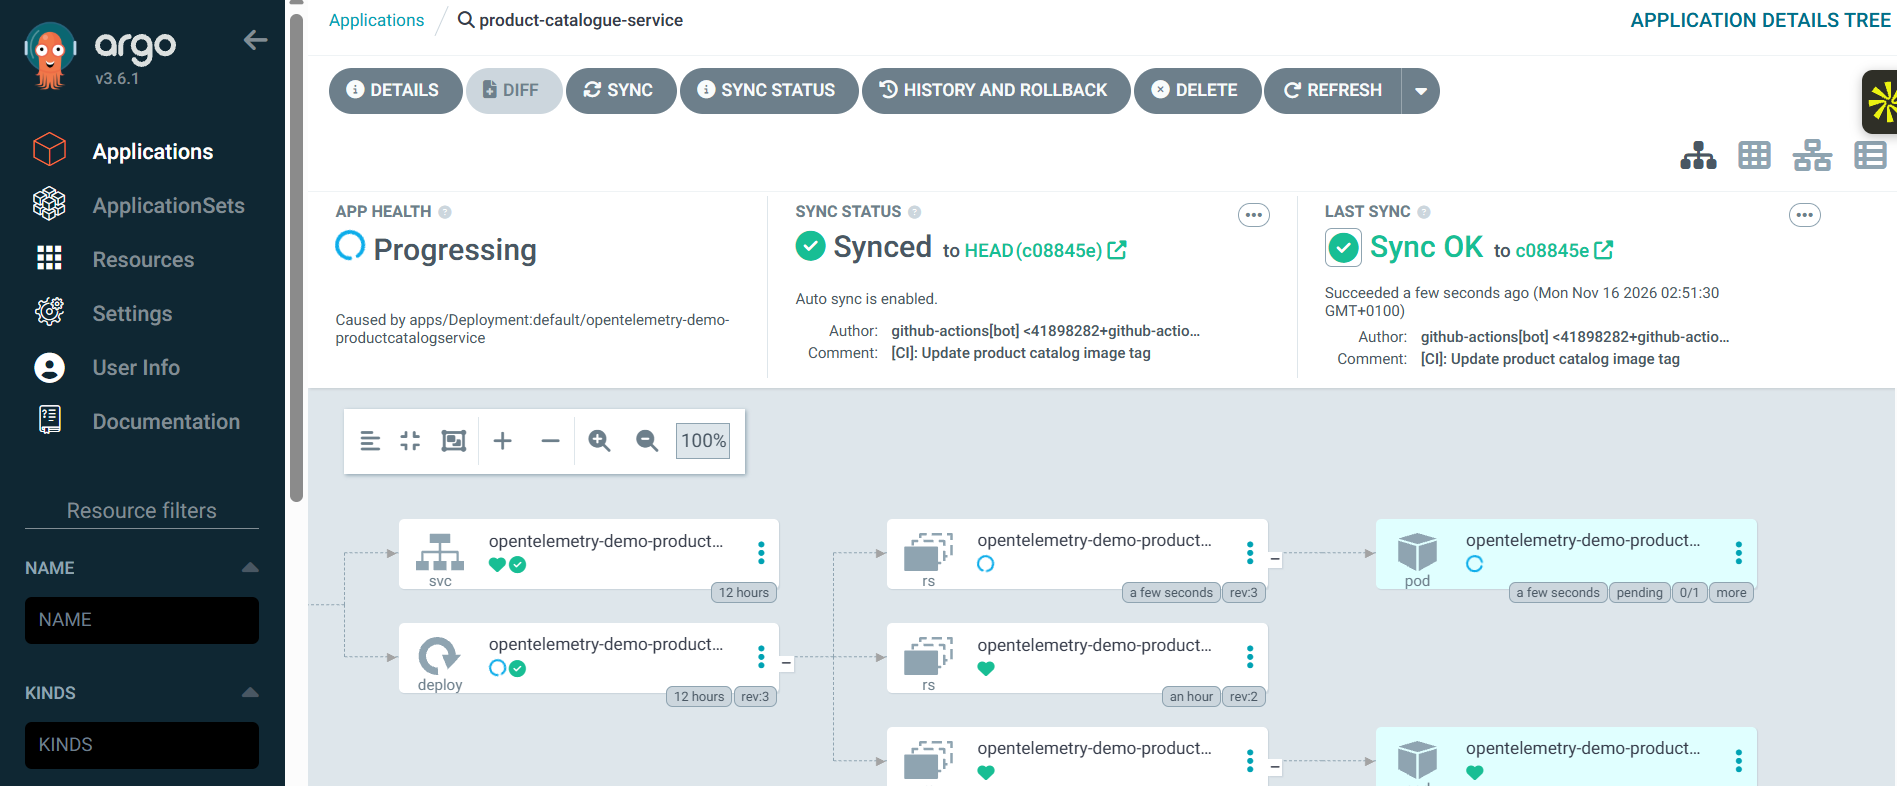 argo
v3.6.1
Applications
ApplicationSets
Resources
Settings
User Info
Documentation
Resource filters
NAME
NAME
KINDS
KINDS
Applications / product-catalogue-service
APPLICATION DETAILS TREE
DETAILS
DIFF
SYNC
SYNC STATUS
HISTORY AND ROLLBACK
DELETE
REFRESH
APP HEALTH
Progressing
Caused by apps/Deployment:default/opentelemetry-demo-
productcatalogservice
SYNC STATUS
Synced to HEAD (c08845e)
Auto sync is enabled.
Author: github-actions[bot] <41898282+github-actio...
Comment: [CI]: Update product catalog image tag
LAST SYNC
Sync OK to c08845e
Succeeded a few seconds ago (Mon Nov 16 2026 02:51:30
GMT+0100)
Author: github-actions[bot] <41898282+github-actio...
Comment: [CI]: Update product catalog image tag
100%
svc
opentelemetry-demo-product...
12 hours
deploy
opentelemetry-demo-product...
12 hours
rev:3
rs
opentelemetry-demo-product...
a few seconds
rev:3
rs
opentelemetry-demo-product...
an hour
rev:2
opentelemetry-demo-product...
pod
opentelemetry-demo-product...
a few seconds
pending
0/1
more
opentelemetry-demo-product...